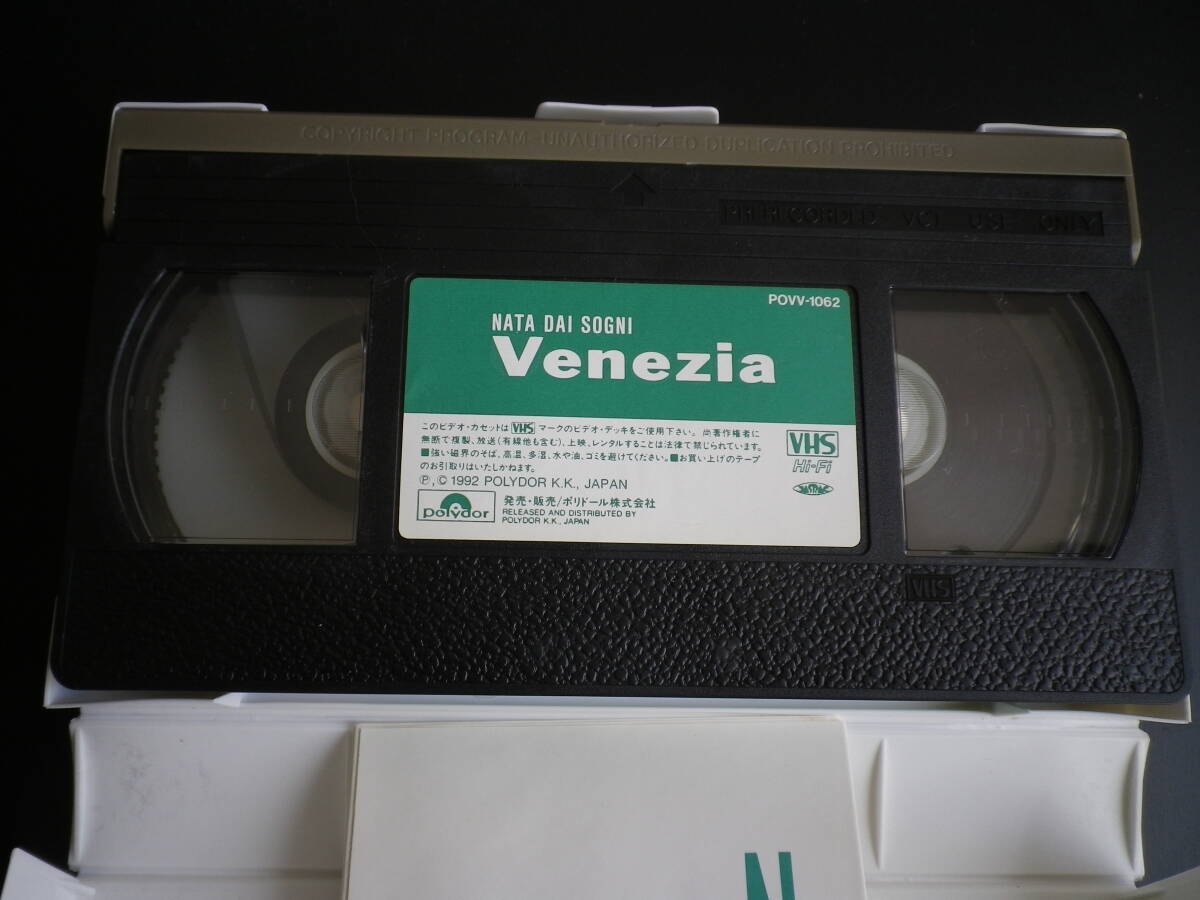 COPYRIGHT PROGRAM-UNAUTHORIZED DUPLICATION PROHIBITED
PRERECORDED VCT USE ONLY
POVV-1062
NATA DAI SOGNI
Venezia
このビデオ・カセットは VHS マークのビデオ・デッキをご使用下さい。尚著作権者に
無断で複製、放送(有線他も含む)、上映、レンタルすることは法律で禁じられています。
■強い磁界のそば、高温、多湿、水や油、ゴミを避けてください。■お買い上げのテープ
のお引取りはいたしかねます。
Ⓟ,© 1992 POLYDOR K.K., JAPAN
VHS
Hi-Fi
polydor
発売・販売/ポリドール株式会社
RELEASED AND DISTRIBUTED BY
POLYDOR K.K., JAPAN
VHS
N